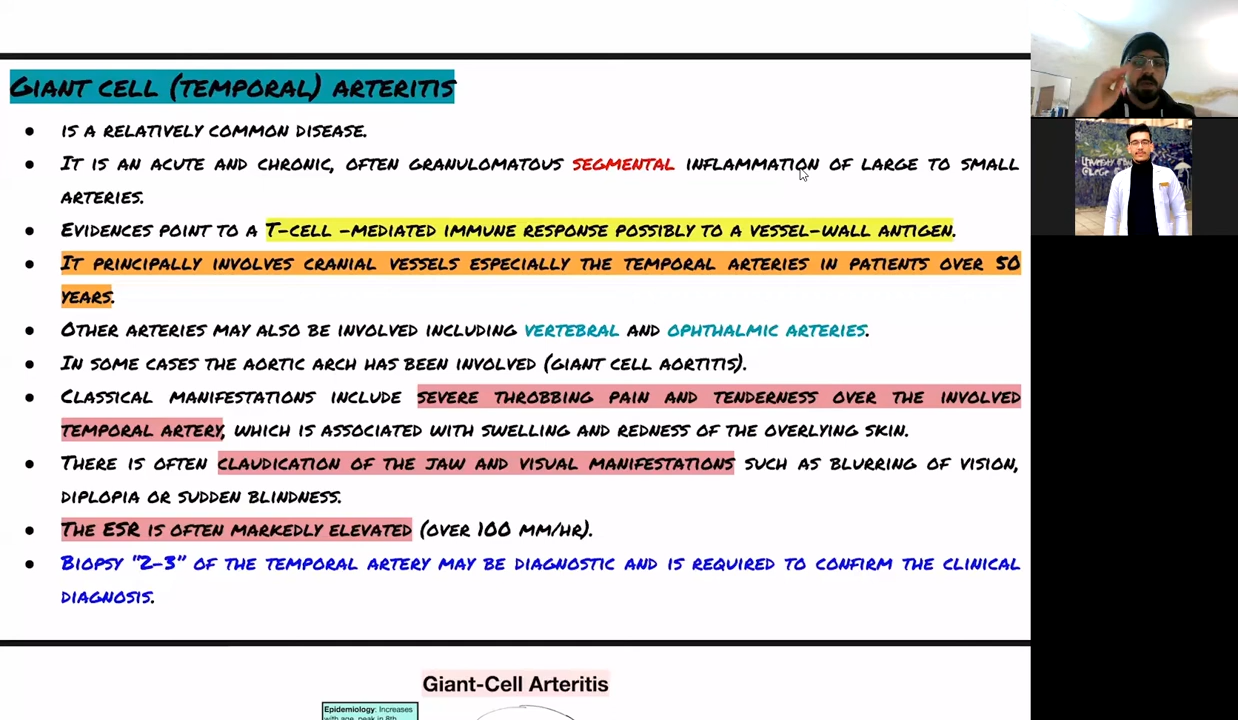 GIANT CELL (TEMPORAL) ARTERITIS
● IS A RELATIVELY COMMON DISEASE.
● IT IS AN ACUTE AND CHRONIC, OFTEN GRANULOMATOUS SEGMENTAL INFLAMMATION OF LARGE TO SMALL
ARTERIES.
● EVIDENCES POINT TO A T-CELL -MEDIATED IMMUNE RESPONSE POSSIBLY TO A VESSEL-WALL ANTIGEN.
● IT PRINCIPALLY INVOLVES CRANIAL VESSELS ESPECIALLY THE TEMPORAL ARTERIES IN PATIENTS OVER 50
YEARS.
● OTHER ARTERIES MAY ALSO BE INVOLVED INCLUDING VERTEBRAL AND OPHTHALMIC ARTERIES.
● IN SOME CASES THE AORTIC ARCH HAS BEEN INVOLVED (GIANT CELL AORTITIS).
● CLASSICAL MANIFESTATIONS INCLUDE SEVERE THROBBING PAIN AND TENDERNESS OVER THE INVOLVED
TEMPORAL ARTERY, WHICH IS ASSOCIATED WITH SWELLING AND REDNESS OF THE OVERLYING SKIN.
● THERE IS OFTEN CLAUDICATION OF THE JAW AND VISUAL MANIFESTATIONS SUCH AS BLURRING OF VISION,
DIPLOPIA OR SUDDEN BLINDNESS.
● THE ESR IS OFTEN MARKEDLY ELEVATED (OVER 100 MM/HR).
● BIOPSY "2-3" OF THE TEMPORAL ARTERY MAY BE DIAGNOSTIC AND IS REQUIRED TO CONFIRM THE CLINICAL
DIAGNOSIS.
Giant-Cell Arteritis
Epidemiology: Increases
with age, peak in 8th